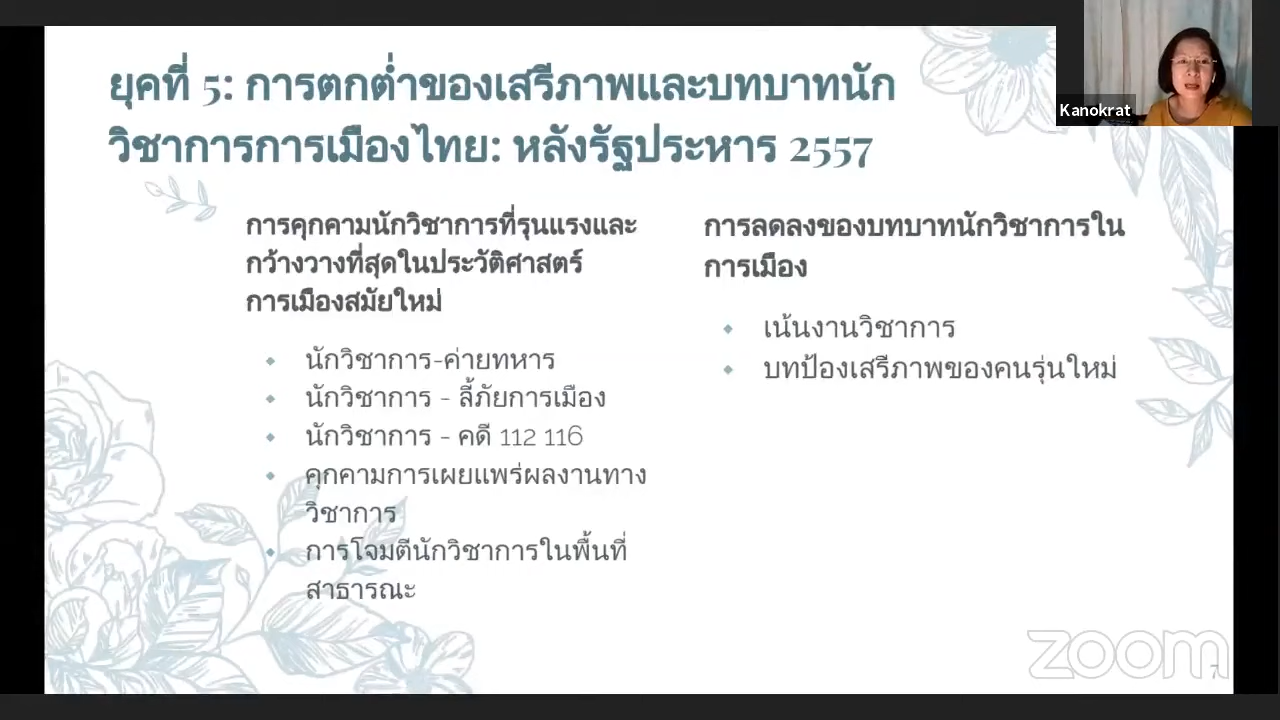 ยุคที่ 5: การตกต่ำของเสรีภาพและบทบาทนัก
วิชาการการเมืองไทย: หลังรัฐประหาร 2557
Kanokrat
การคุกคามนักวิชาการที่รุนแรงและ
กว้างวางที่สุดในประวัติศาสตร์
การเมืองสมัยใหม่
นักวิชาการ-ค่ายทหาร
นักวิชาการ - ลี้ภัยการเมือง
นักวิชาการ - คดี 112 116
คุกคามการเผยแพร่ผลงานทาง
วิชาการ
การโจมตีนักวิชาการในพื้นที่
สาธารณะ
การลดลงของบทบาทนักวิชาการใน
การเมือง
เน้นงานวิชาการ
บทป้องเสรีภาพของคนรุ่นใหม่
zoom
7